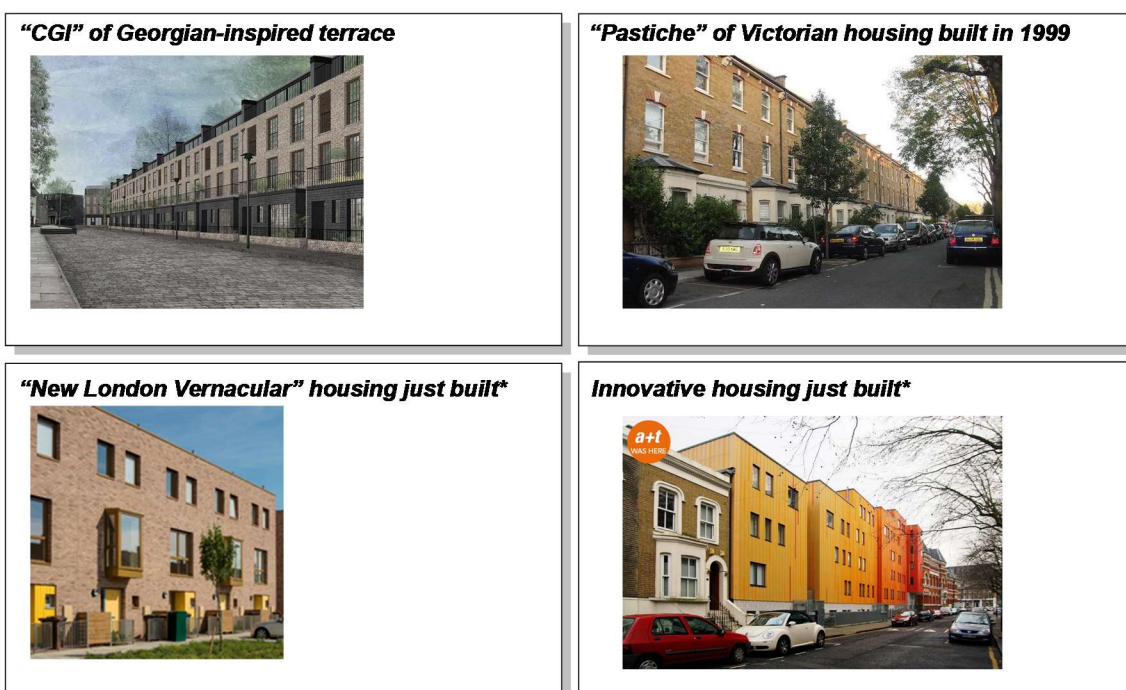 “CGI” of Georgian-inspired terrace
“Pastiche” of Victorian housing built in 1999
“New London Vernacular” housing just built*
Innovative housing just built*
a+t
WAS HERE